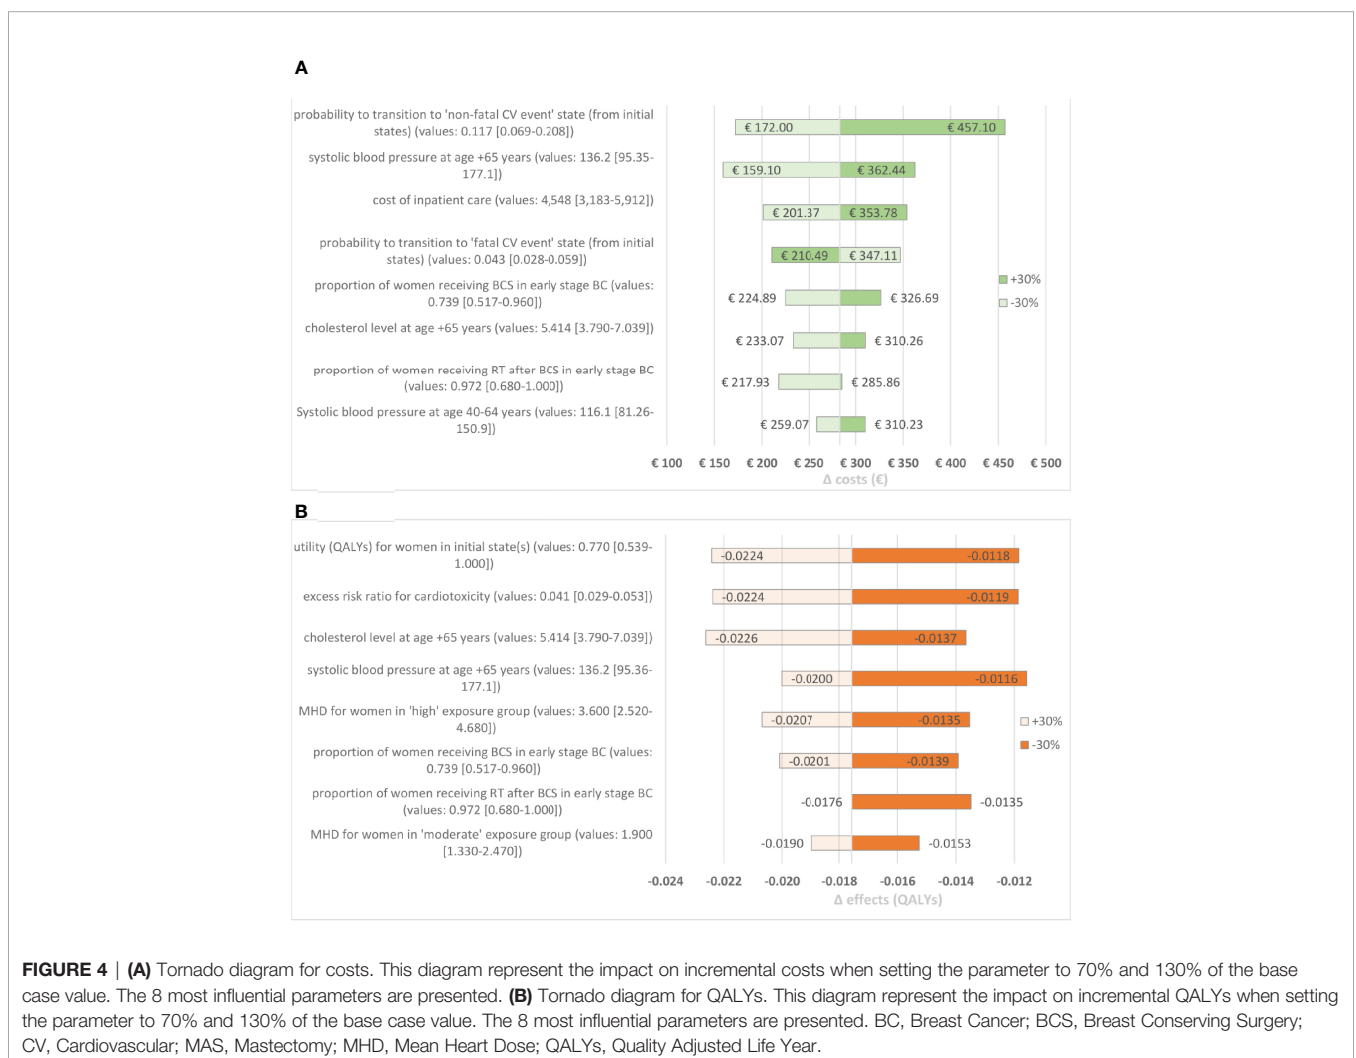 A
probability to transition to 'non-fatal CV event' state (from initial
states) (values: 0.117 [0.069-0.208])
€ 172.00
€ 457.10
systolic blood pressure at age +65 years (values: 136.2 [95.35-
177.1])
€ 159.10
€ 362.44
cost of inpatient care (values: 4,548 [3,183-5,912])
€ 201.37
€ 353.78
probability to transition to 'fatal CV event' state (from initial
states) (values: 0.043 [0.028-0.059])
€ 210.49
€ 347.11
proportion of women receiving BCS in early stage BC (values:
0.739 [0.517-0.960])
€ 224.89
€ 326.69
cholesterol level at age +65 years (values: 5.414 [3.790-7.039])
€ 233.07
€ 310.26
proportion of women receiving RT after BCS in early stage BC
(values: 0.972 [0.680-1.000])
€ 217.93
€ 285.86
Systolic blood pressure at age 40-64 years (values: 116.1 [81.26-
150.9])
€ 259.07
€ 310.23
+30%
-30%
€ 100 € 150 € 200 € 250 € 300 € 350 € 400 € 450 € 500
Δ costs (€)
B
utility (QALYs) for women in initial state(s) (values: 0.770 [0.539-
1.000])
-0.0224
-0.0118
excess risk ratio for cardiotoxicity (values: 0.041 [0.029-0.053])
-0.0224
-0.0119
cholesterol level at age +65 years (values: 5.414 [3.790-7.039])
-0.0226
-0.0137
systolic blood pressure at age +65 years (values: 136.2 [95.36-
177.1])
-0.0200
-0.0116
MHD for women in 'high' exposure group (values: 3.600 [2.520-
4.680])
-0.0207
-0.0135
proportion of women receiving BCS in early stage BC (values:
0.739 [0.517-0.960])
-0.0201
-0.0139
proportion of women receiving RT after BCS in early stage BC
(values: 0.972 [0.680-1.000])
-0.0176
-0.0135
MHD for women in 'moderate' exposure group (values: 1.900
[1.330-2.470])
-0.0190
-0.0153
+30%
-30%
-0.024 -0.022 -0.020 -0.018 -0.016 -0.014 -0.012
Δ effects (QALYs)
FIGURE 4 | (A) Tornado diagram for costs. This diagram represent the impact on incremental costs when setting the parameter to 70% and 130% of the base
case value. The 8 most influential parameters are presented. (B) Tornado diagram for QALYs. This diagram represent the impact on incremental QALYs when setting
the parameter to 70% and 130% of the base case value. The 8 most influential parameters are presented. BC, Breast Cancer; BCS, Breast Conserving Surgery;
CV, Cardiovascular; MAS, Mastectomy; MHD, Mean Heart Dose; QALYs, Quality Adjusted Life Year.